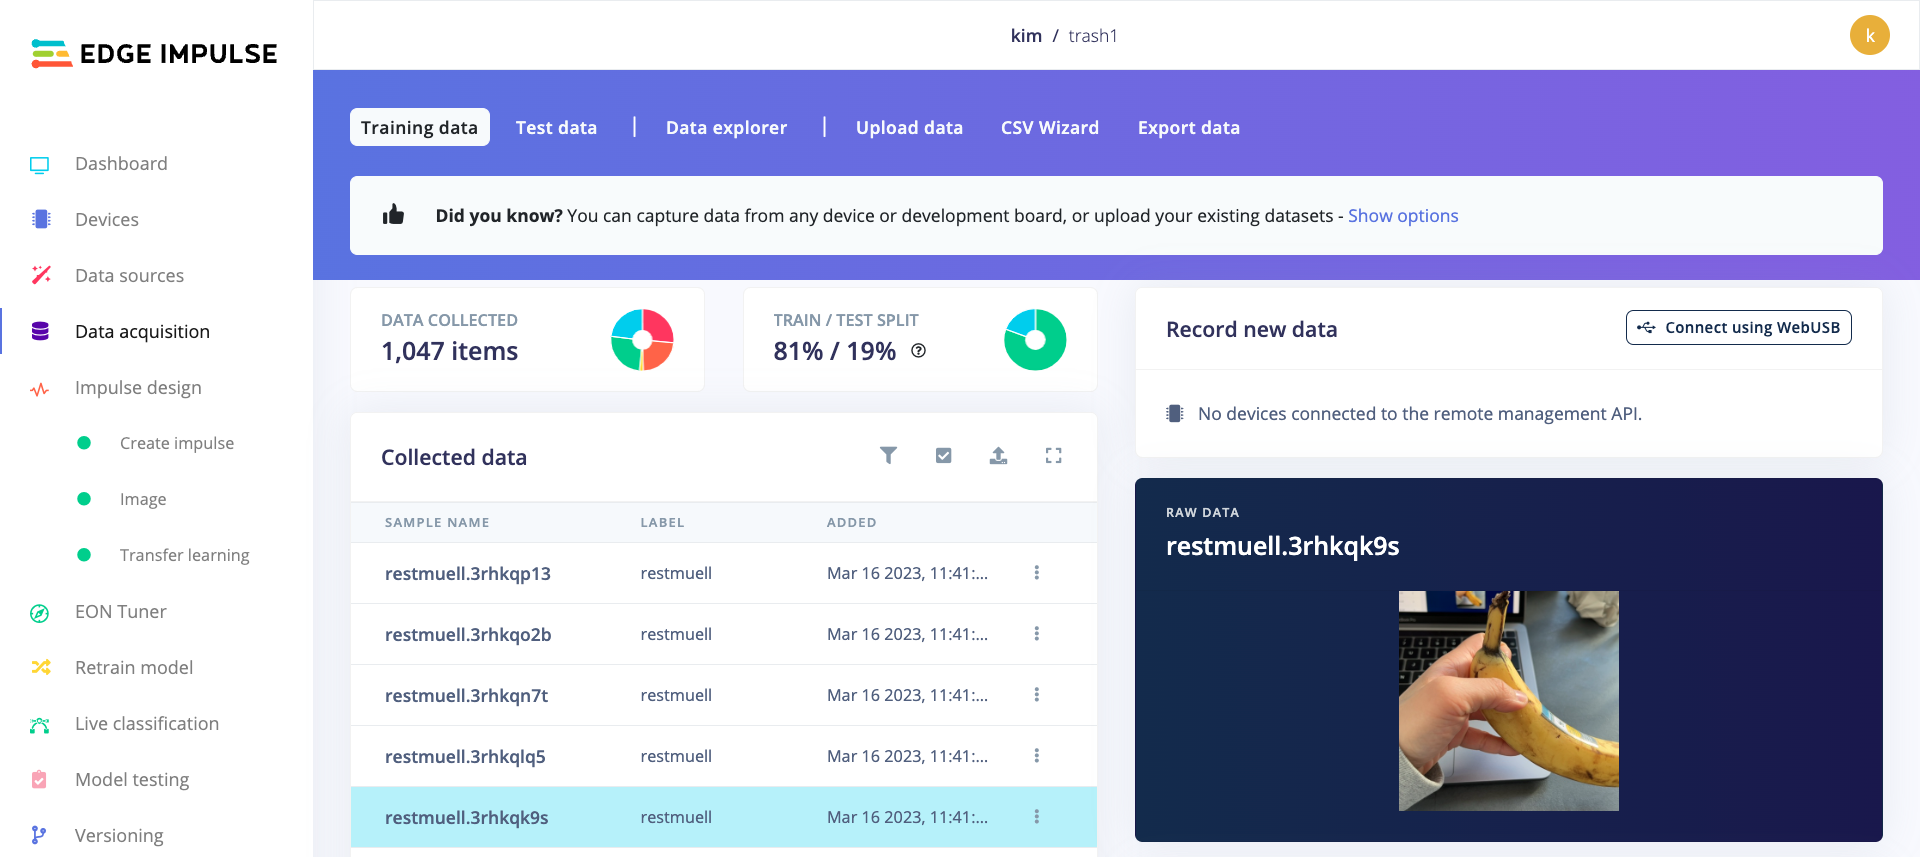 EDGE IMPULSE
kim / trash1
k
Dashboard
Devices
Data sources
Data acquisition
Impulse design
Create impulse
Image
Transfer learning
EON Tuner
Retrain model
Live classification
Model testing
Versioning
Training data | Test data | Data explorer | Upload data CSV Wizard Export data
Did you know? You can capture data from any device or development board, or upload your existing datasets - Show options
DATA COLLECTED
1,047 items
TRAIN / TEST SPLIT
81% / 19% ?
Collected data
SAMPLE NAME LABEL ADDED
restmuell.3rhkqp13 restmuell Mar 16 2023, 11:41:...
restmuell.3rhkqo2b restmuell Mar 16 2023, 11:41:...
restmuell.3rhkqn7t restmuell Mar 16 2023, 11:41:...
restmuell.3rhkqlq5 restmuell Mar 16 2023, 11:41:...
restmuell.3rhkqk9s restmuell Mar 16 2023, 11:41:...
Record new data
Connect using WebUSB
No devices connected to the remote management API.
RAW DATA
restmuell.3rhkqk9s